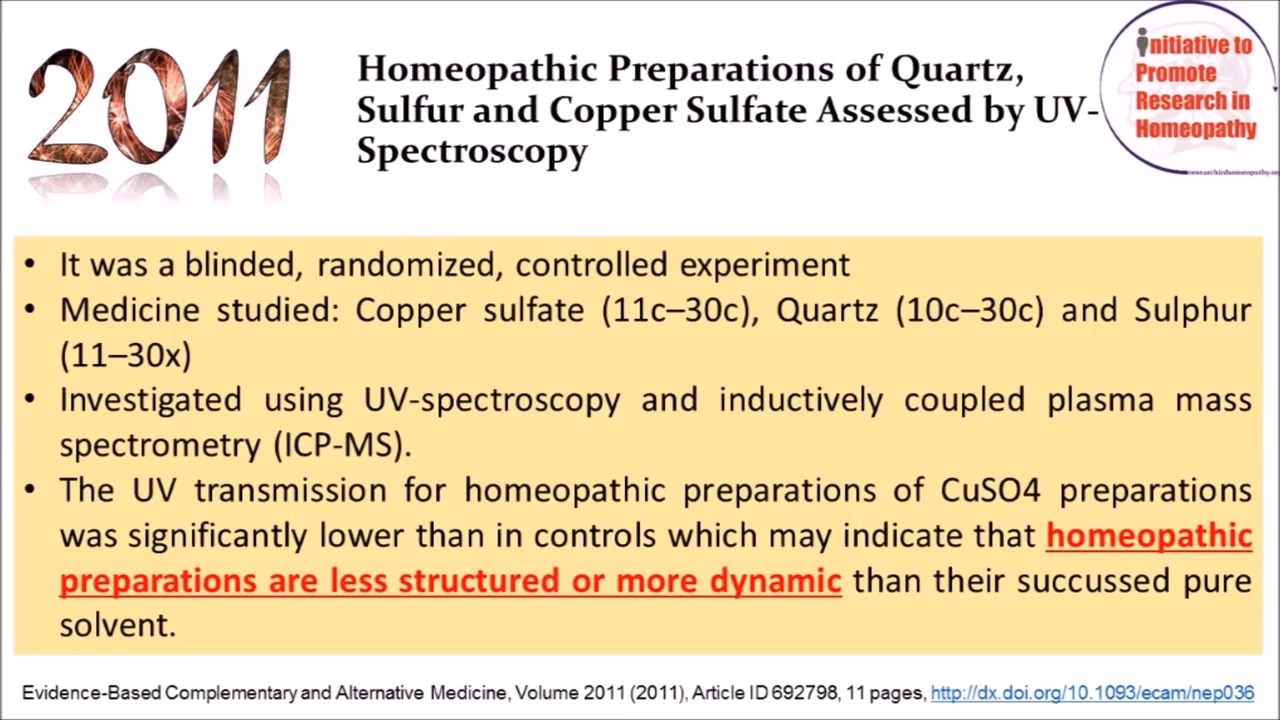 2011
Homeopathic Preparations of Quartz,
Sulfur and Copper Sulfate Assessed by UV-
Spectroscopy
initiative to
Promote
Research in
Homeopathy
• It was a blinded, randomized, controlled experiment
• Medicine studied: Copper sulfate (11c–30c), Quartz (10c–30c) and Sulphur
(11–30x)
• Investigated using UV-spectroscopy and inductively coupled plasma mass
spectrometry (ICP-MS).
• The UV transmission for homeopathic preparations of CuSO4 preparations
was significantly lower than in controls which may indicate that homeopathic
preparations are less structured or more dynamic than their succussed pure
solvent.
Evidence-Based Complementary and Alternative Medicine, Volume 2011 (2011), Article ID 692798, 11 pages, http://dx.doi.org/10.1093/ecam/nep036